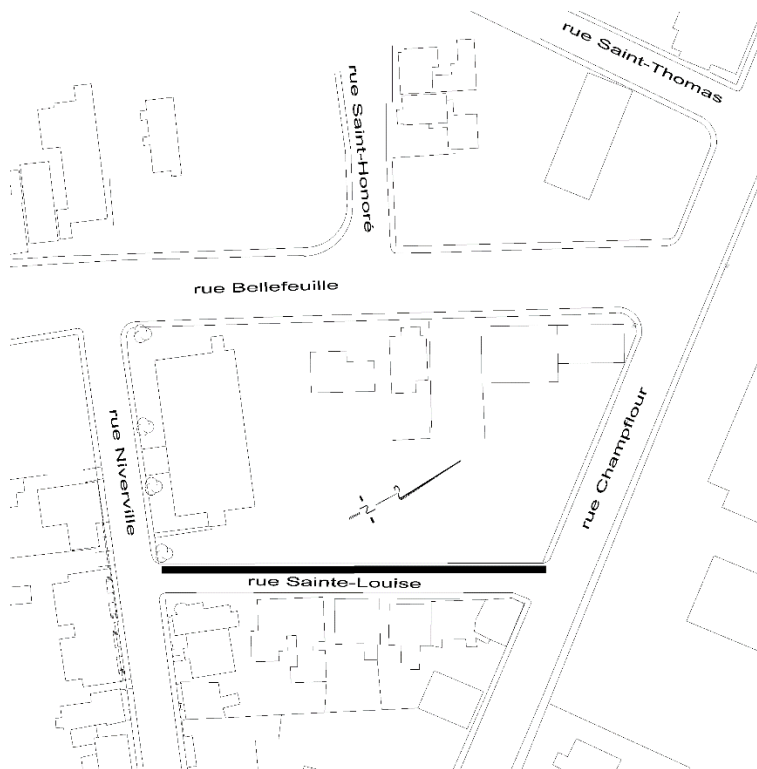 rue Saint-Thomas
rue Saint-Honoré
rue Bellefeuille
rue Niverville
rue Champflour
rue Sainte-Louise